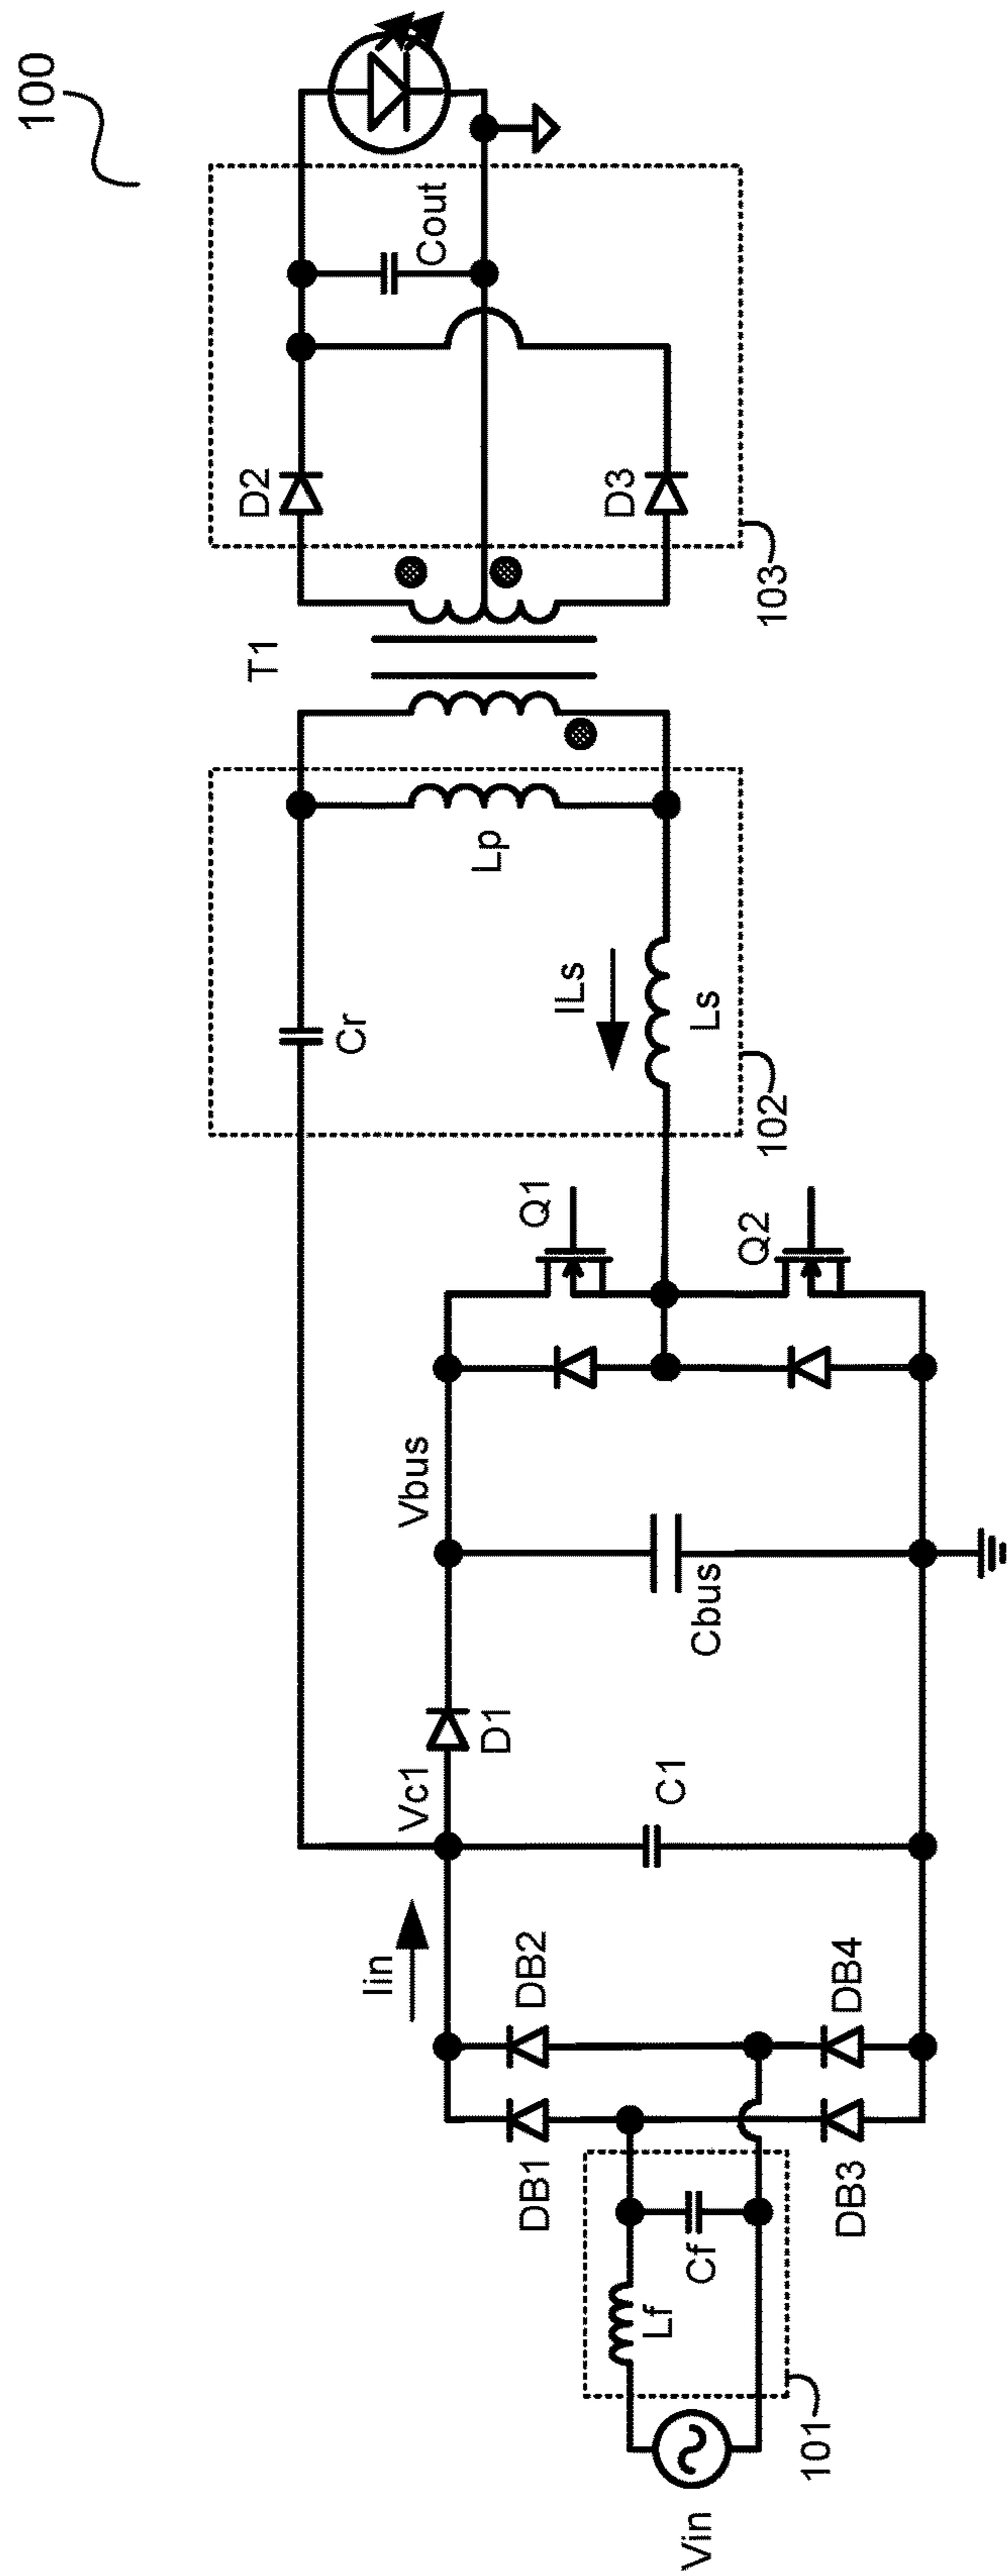 100
Vin
101
Lf
Cf
DB1
DB2
DB3
DB4
Iin
Vc1
D1
C1
Vbus
Cbus
Q1
Q2
Cr
ILs
Ls
Lp
102
T1
D2
D3
Cout
103